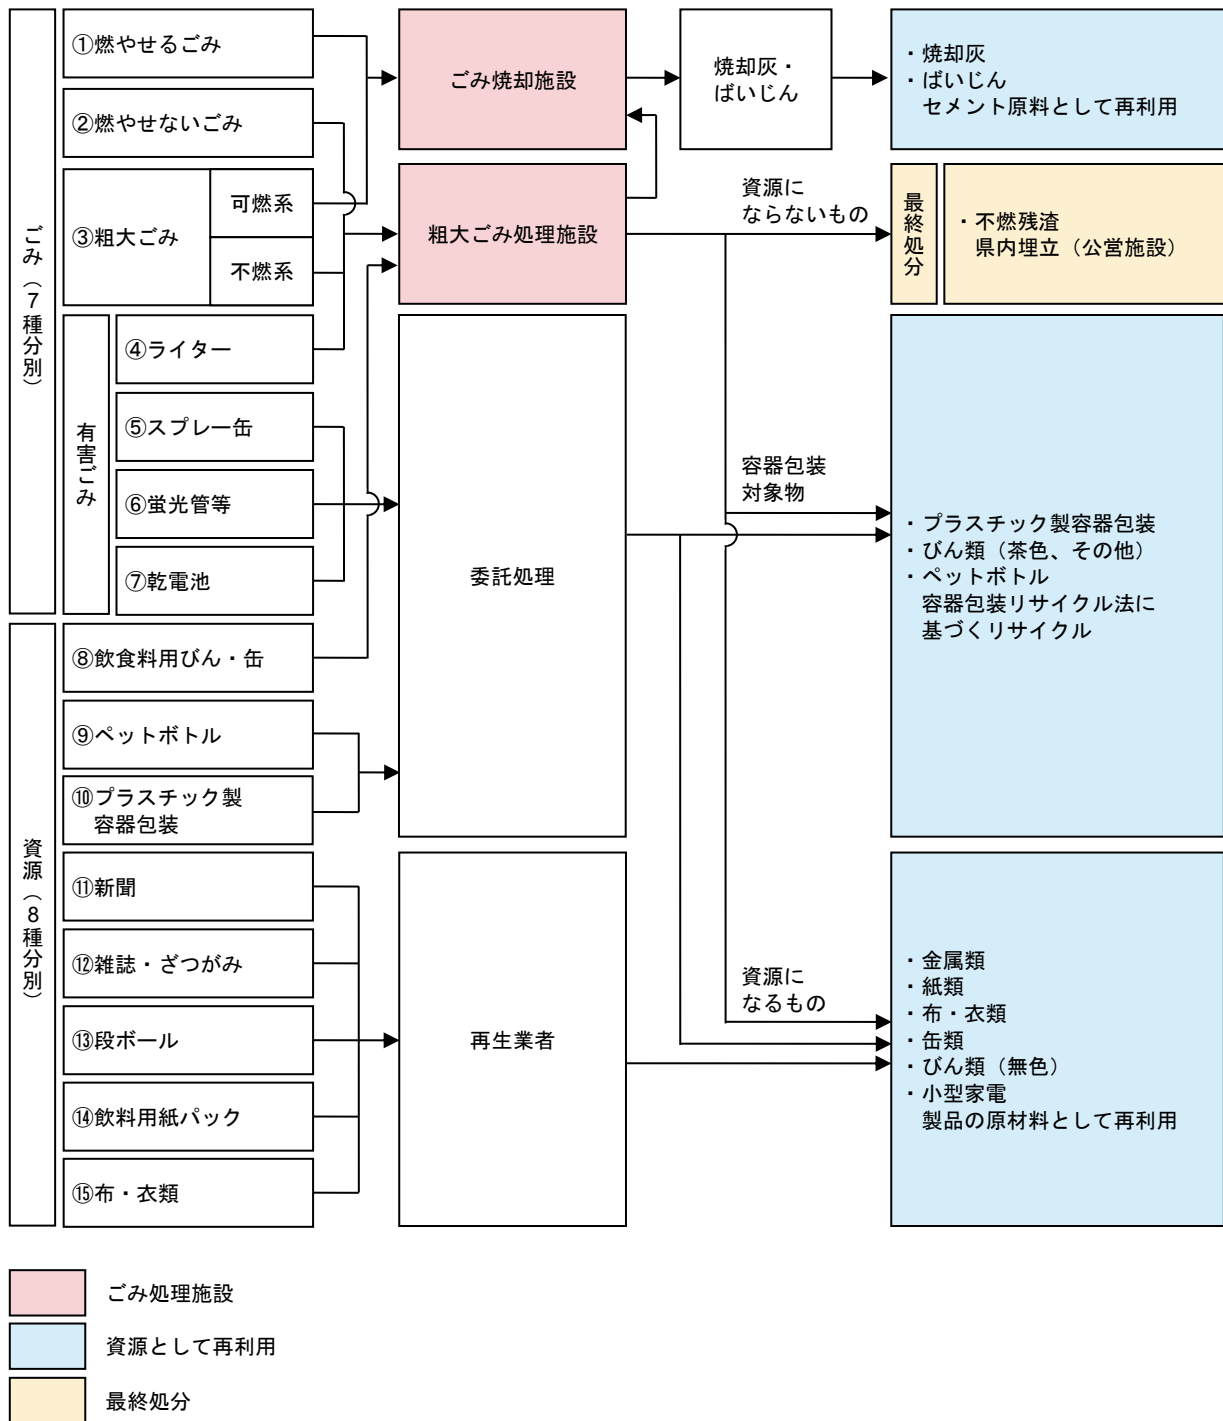 ごみ（7種分別）
①燃やせるごみ
②燃やせないごみ
③粗大ごみ
可燃系
不燃系
有害ごみ
④ライター
⑤スプレー缶
⑥蛍光管等
⑦乾電池
資源（8種分別）
⑧飲食料用びん・缶
⑨ペットボトル
⑩プラスチック製
容器包装
⑪新聞
⑫雑誌・ざつがみ
⑬段ボール
⑭飲料用紙パック
⑮布・衣類
ごみ焼却施設
粗大ごみ処理施設
委託処理
再生業者
焼却灰・
ばいじん
資源に
ならないもの
容器包装
対象物
資源に
なるもの
・焼却灰
・ばいじん
セメント原料として再利用
最終処分
・不燃残渣
県内埋立（公営施設）
・プラスチック製容器包装
・びん類（茶色、その他）
・ペットボトル
容器包装リサイクル法に
基づくリサイクル
・金属類
・紙類
・布・衣類
・缶類
・びん類（無色）
・小型家電
製品の原材料として再利用
ごみ処理施設
資源として再利用
最終処分